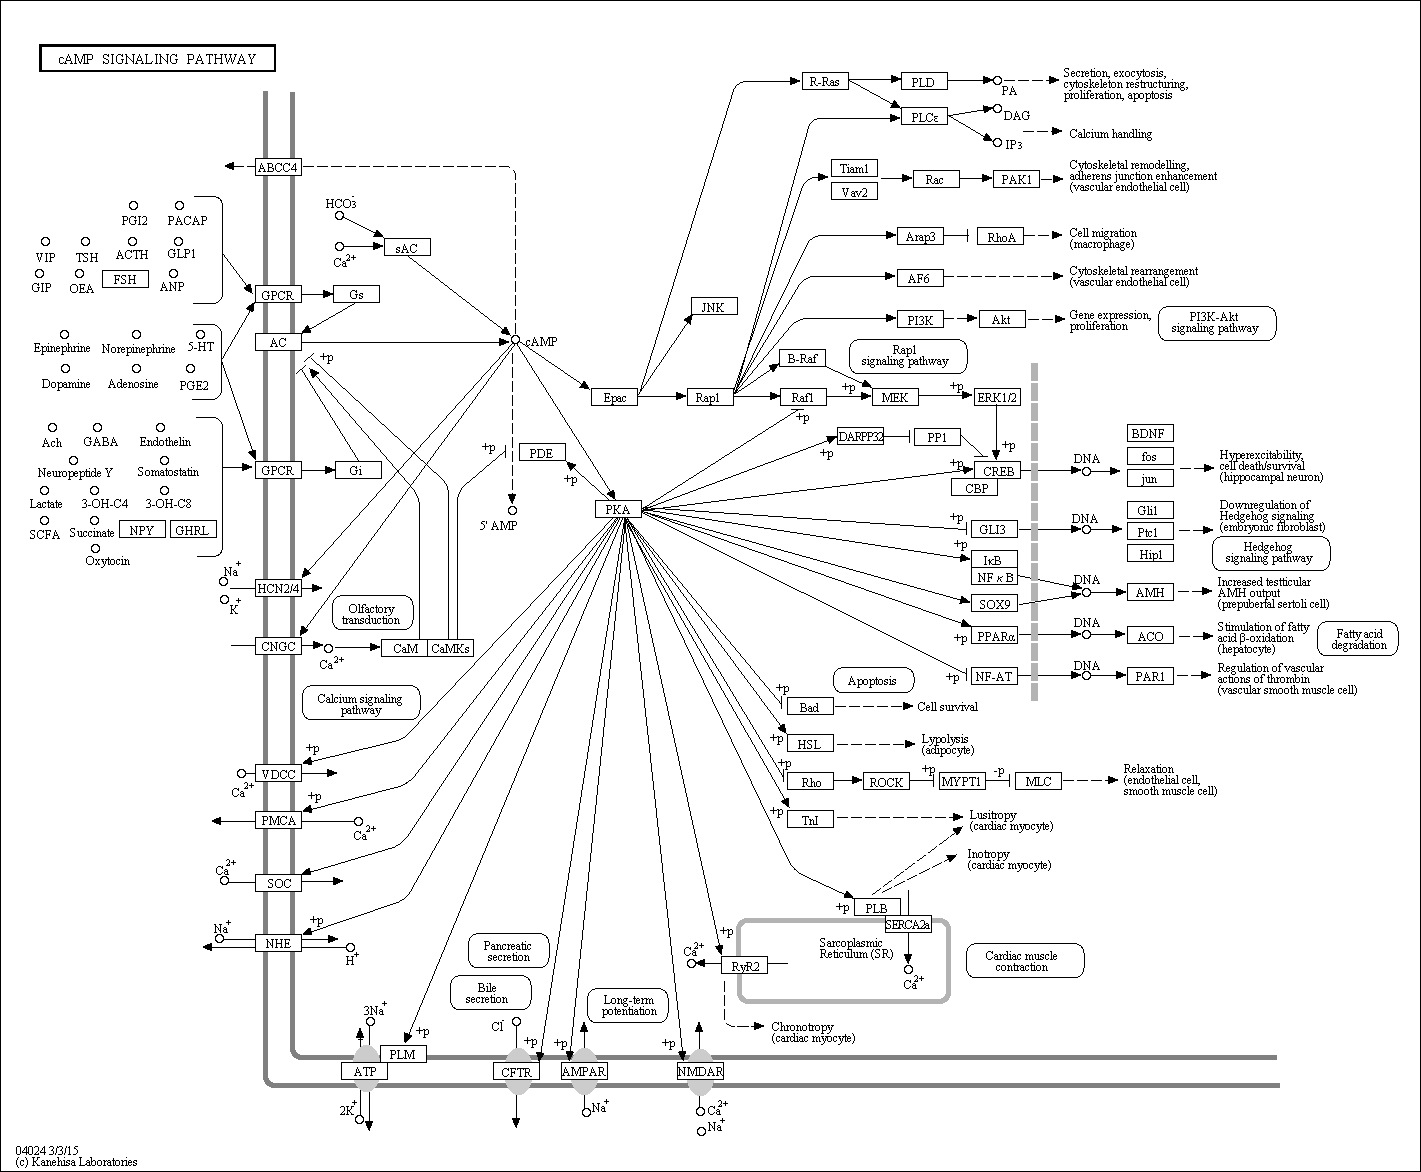 cAMP SIGNALING PATHWAY
R-Ras
PLD
PA
Secretion, exocytosis,
cytoskeleton restructuring,
proliferation, apoptosis
PLCε
DAG
IP3
Calcium handling
ABCC4
Tiam1
Vav2
Rac
PAK1
Cytoskeletal remodelling,
adherens junction enhancement
(vascular endothelial cell)
HCO3-
Ca2+
sAC
PGI2
PACAP
VIP
TSH
ACTH
GLP1
GIP
OEA
FSH
ANP
Arap3
RhoA
Cell migration
(macrophage)
AF6
Cytoskeletal rearrangement
(vascular endothelial cell)
GPCR
Gs
JNK
PI3K
Akt
Gene expression,
proliferation
PI3K-Akt
signaling pathway
Epinephrine
Norepinephrine
5-HT
Dopamine
Adenosine
PGE2
AC
+p
cAMP
B-Raf
Rap1
signaling pathway
Epac
Rap1
Raf1
+p
MEK
+p
ERK1/2
+p
Ach
GABA
Endothelin
Neuropeptide Y
Somatostatin
Lactate
3-OH-C4
3-OH-C8
SCFA
Succinate
NPY
GHRL
Oxytocin
GPCR
Gi
+p
PDE
+p
5' AMP
PKA
DARPP32
+p
PP1
+p
+p
CREB
CBP
DNA
BDNF
fos
jun
Hyperexcitability,
cell death/survival
(hippocampal neuron)
+p
GLI3
DNA
Gli1
Ptc1
Hip1
Downregulation of
Hedgehog signaling
(embryonic fibroblast)
Hedgehog
signaling pathway
+p
IκB
NFκB
SOX9
DNA
AMH
Increased testticular
AMH output
(prepubertal sertoli cell)
+p
PPARα
DNA
ACO
Stimulation of fatty
acid β-oxidation
(hepatocyte)
Fatty acid
degradation
+p
NF-AT
DNA
PAR1
Regulation of vascular
actions of thrombin
(vascular smooth muscle cell)
Na+
K+
HCN2/4
CNGC
Ca2+
Olfactory
transduction
CaM
CaMKs
Calcium signaling
pathway
Apoptosis
+p
Bad
Cell survival
+p
HSL
Lypolysis
(adipocyte)
+p
Rho
ROCK
+p
MYPT1
-p
MLC
Relaxation
(endothelial cell,
smooth muscle cell)
+p
TnI
Lusitropy
(cardiac myocyte)
Inotropy
(cardiac myocyte)
+p
PLB
SERCA2a
Sarcoplasmic
Reticulum (SR)
Ca2+
Cardiac muscle
contraction
+p
VDCC
Ca2+
+p
PMCA
Ca2+
Ca2+
SOC
Na+
+p
NHE
H+
Pancreatic
secretion
Bile
secretion
Long-term
potentiation
+p
Ca2+
RyR2
Chronotropy
(cardiac myocyte)
3Na+
+p
PLM
ATP
2K+
Cl-
+p
CFTR
+p
AMPAR
Na+
+p
NMDAR
Ca2+
Na+
04024 3/3/15
(c) Kanehisa Laboratories